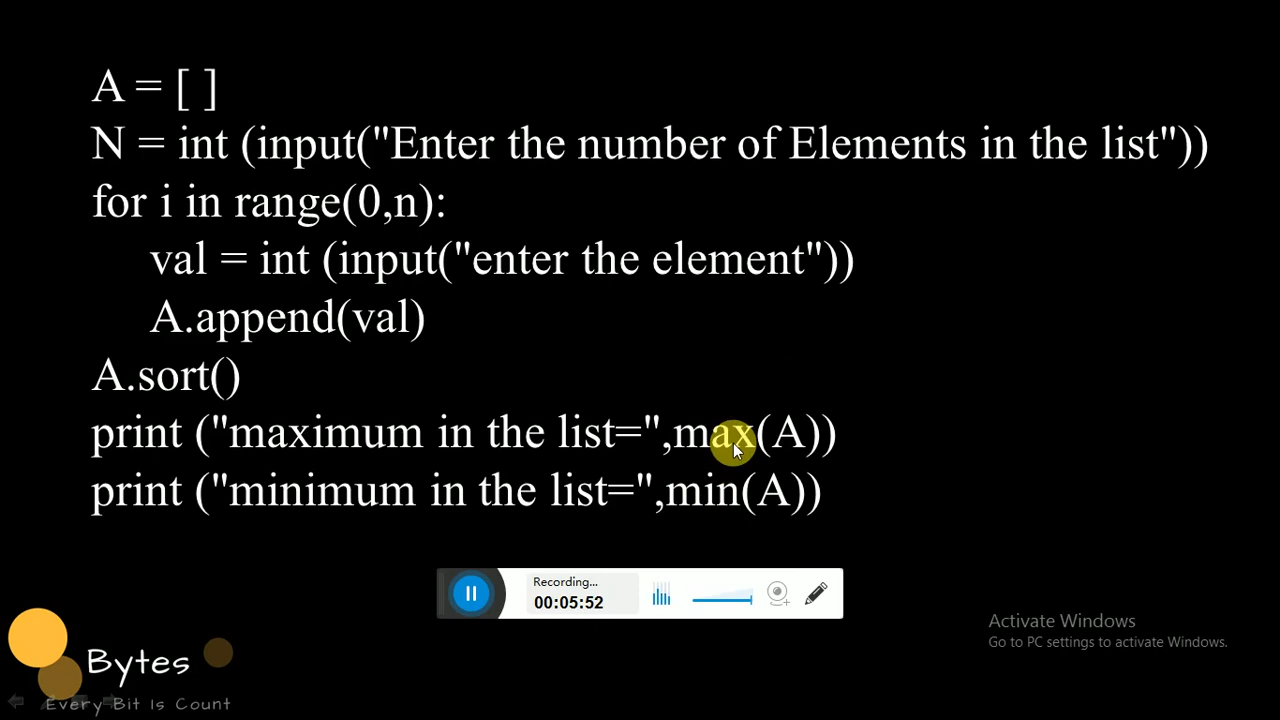 A = [ ]
N = int (input("Enter the number of Elements in the list"))
for i in range(0,n):
val = int (input("enter the element"))
A.append(val)
A.sort()
print ("maximum in the list=",max(A))
print ("minimum in the list=",min(A))
Recording...
00:05:52
Activate Windows
Go to PC settings to activate Windows.
Bytes
Every Bit Is Count